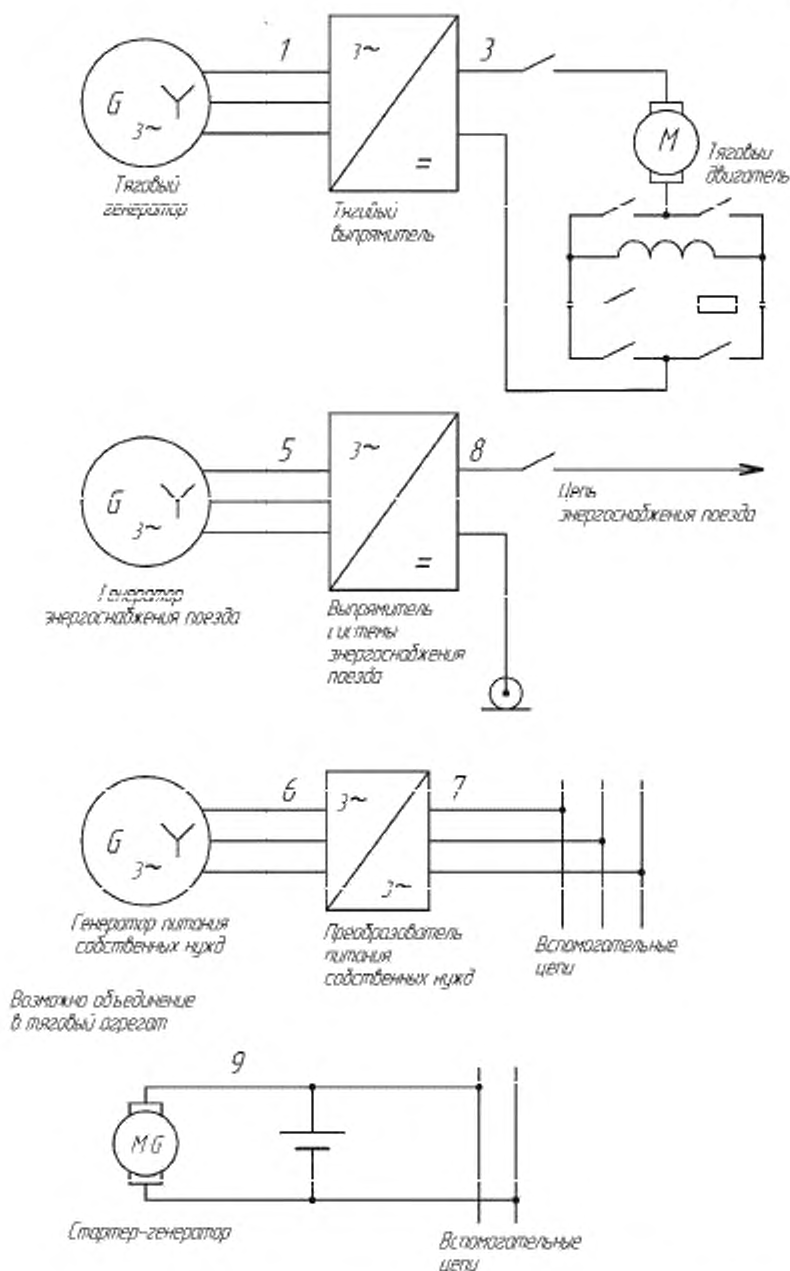 1
3
G
3~
3~
=
M
Тяговый
генератор
Тяговый
выпрямитель
Тяговый
двигатель
5
8
G
3~
3~
=
Цепь
энергоснабжения поезда
Генератор
энергоснабжения поезда
Выпрямитель
системы
энергоснабжения
поезда
6
7
G
3~
3~
3~
Генератор питания
собственных нужд
Преобразователь
питания
собственных нужд
Вспомогательные
цепи
Возможно объединение
в тяговый агрегат
9
MG
Стартер-генератор
Вспомогательные
цепи